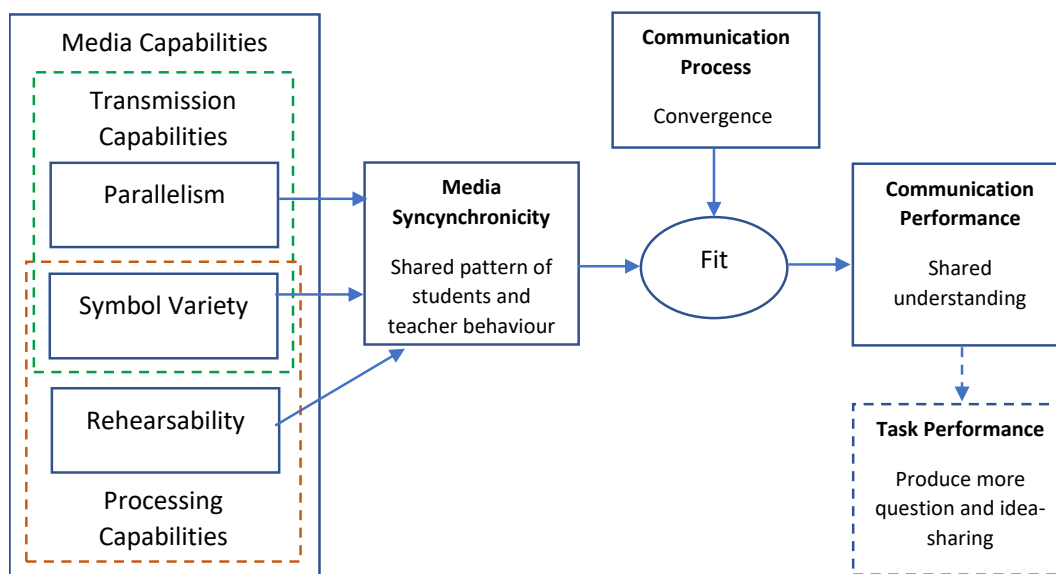 Media Capabilities
Transmission
Capabilities
Parallelism
Symbol Variety
Rehearsability
Processing
Capabilities
Media
Syncynchronicity
Shared pattern of
students and
teacher behaviour
Communication
Process
Convergence
Fit
Communication
Performance
Shared
understanding
Task Performance
Produce more
question and idea-
sharing